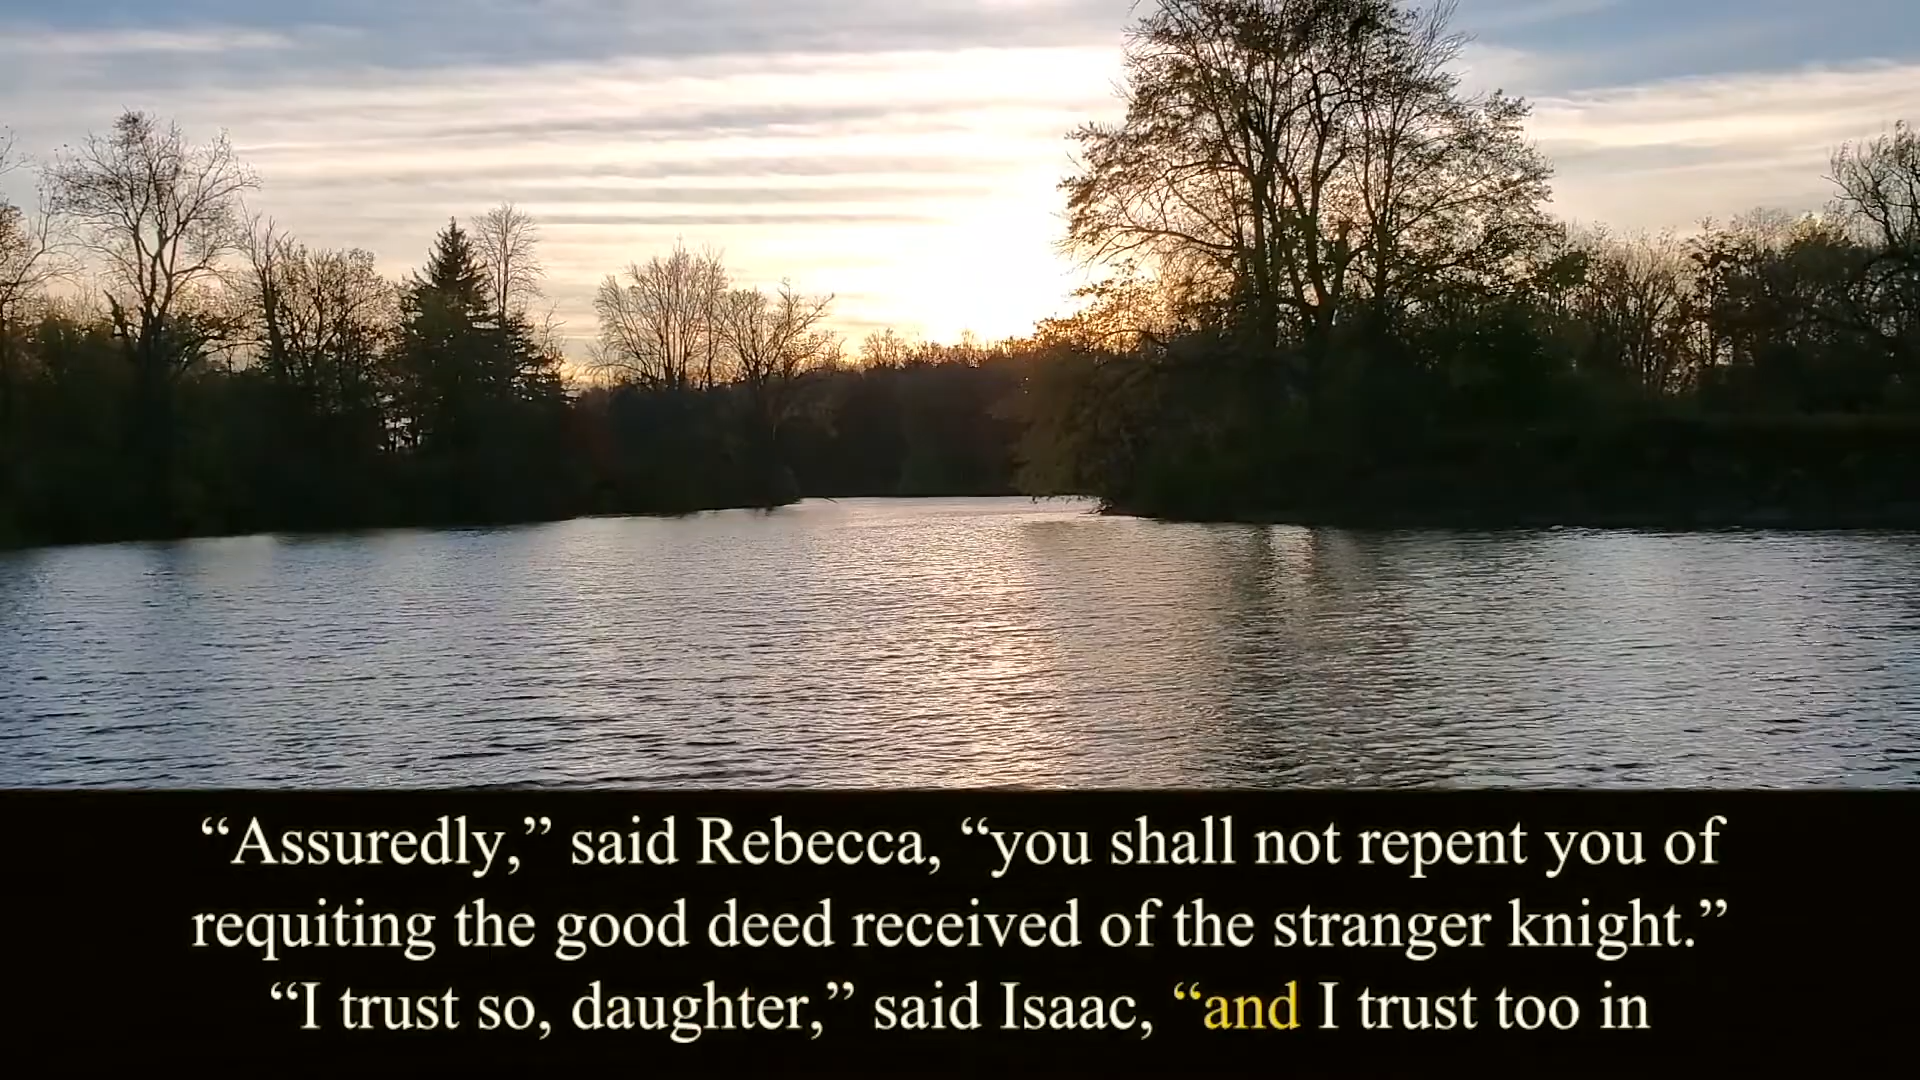 “Assuredly,” said Rebecca, “you shall not repent you of
requiting the good deed received of the stranger knight.”
“I trust so, daughter,” said Isaac, “and I trust too in